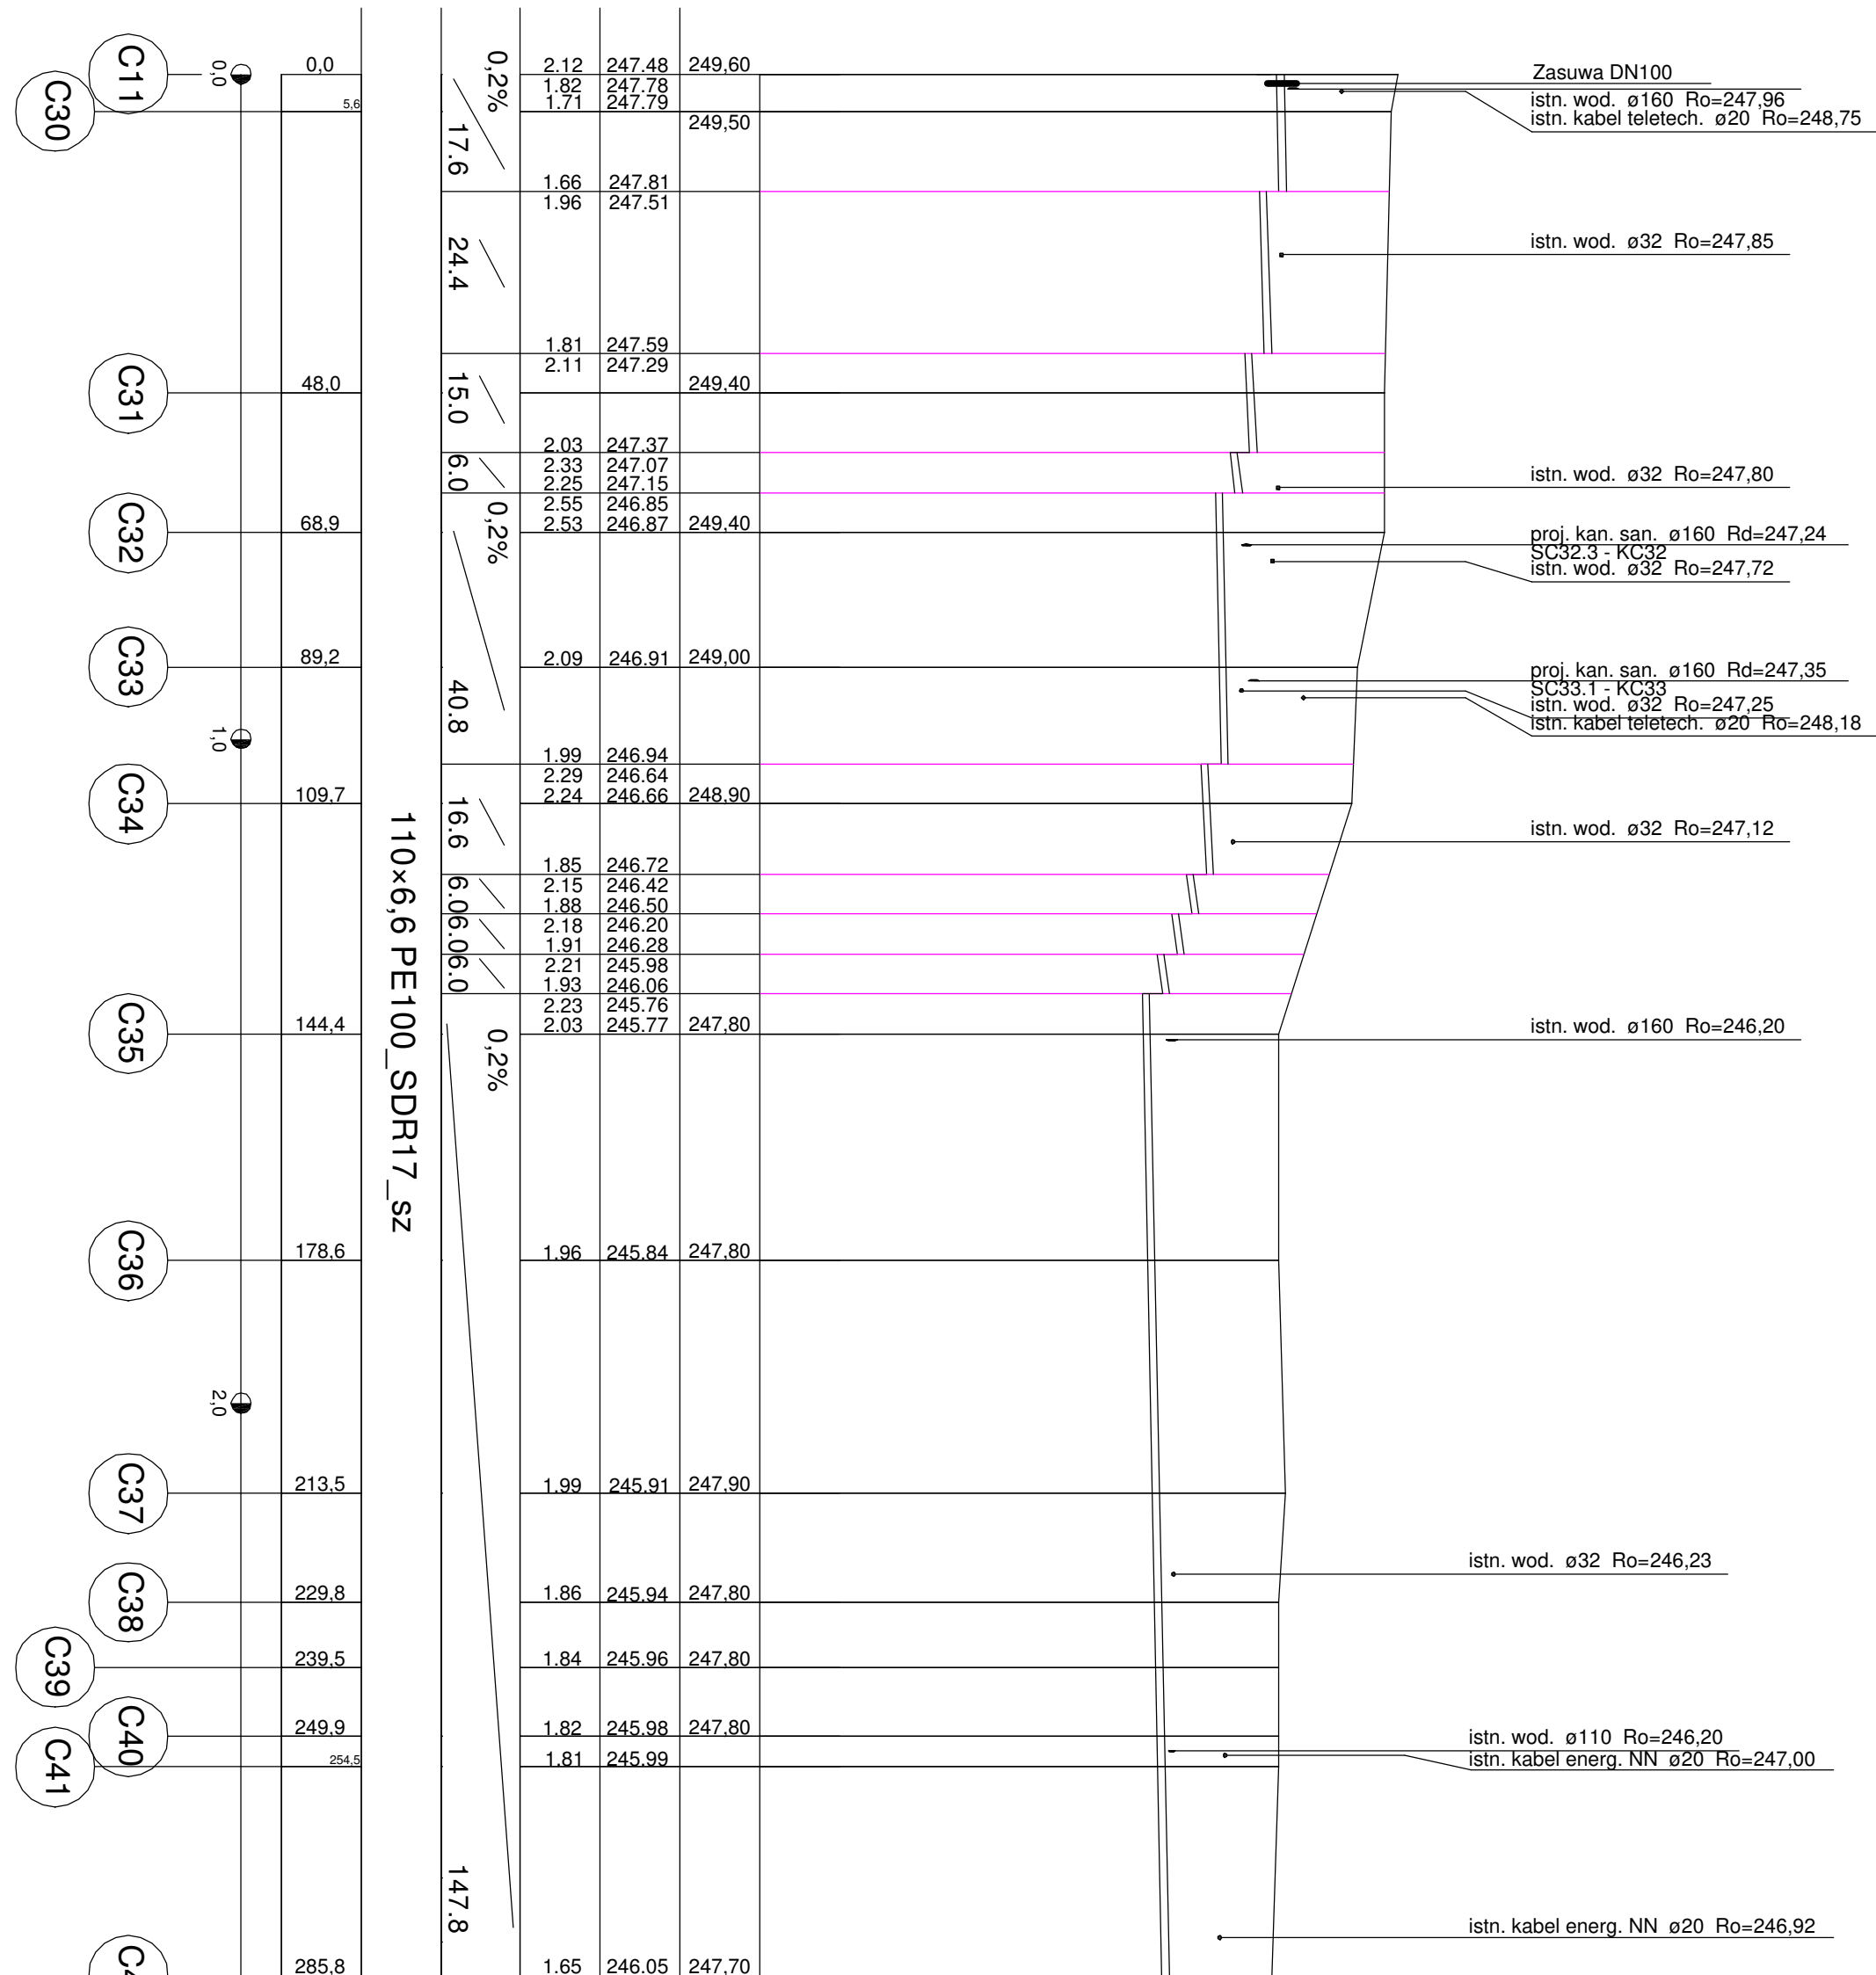 C11
0,0
0,0
0,2%
2.12 247.48 249,60
Zasuwa DN100
1.82 247.78
istn. wod. ø160 Ro=247,96
C30
5,6
1.71 247.79
249,50
istn. kabel teletech. ø20 Ro=248,75
17.6
1.66 247.81
1.96 247.51
24.4
istn. wod. ø32 Ro=247,85
1.81 247.59
2.11 247.29
C31
48,0
15.0
249,40
2.03 247.37
6.0
2.33 247.07
2.25 247.15
istn. wod. ø32 Ro=247,80
2.55 246.85
C32
68,9
0,2%
2.53 246.87 249,40
proj. kan. san. ø160 Rd=247,24
SC32.3 - KC32
istn. wod. ø32 Ro=247,72
C33
89,2
2.09 246.91 249,00
proj. kan. san. ø160 Rd=247,35
SC33.1 - KC33
istn. wod. ø32 Ro=247,25
istn. kabel teletech. ø20 Ro=248,18
40.8
1,0
1.99 246.94
2.29 246.64
C34
109,7
2.24 246.66 248,90
16.6
istn. wod. ø32 Ro=247,12
110×6,6 PE100_SDR17_sz
1.85 246.72
6.0
2.15 246.42
1.88 246.50
6.0
2.18 246.20
1.91 246.28
6.0
2.21 245.98
1.93 246.06
2.23 245.76
C35
144,4
0,2%
2.03 245.77 247,80
istn. wod. ø160 Ro=246,20
C36
178,6
1.96 245.84 247,80
2,0
C37
213,5
1.99 245.91 247,90
istn. wod. ø32 Ro=246,23
C38
229,8
1.86 245.94 247,80
C39
239,5
1.84 245.96 247,80
C40
249,9
1.82 245.98 247,80
istn. wod. ø110 Ro=246,20
C41
254,5
1.81 245.99
istn. kabel energ. NN ø20 Ro=247,00
147.8
istn. kabel energ. NN ø20 Ro=246,92
285,8
1.65 246.05 247,70